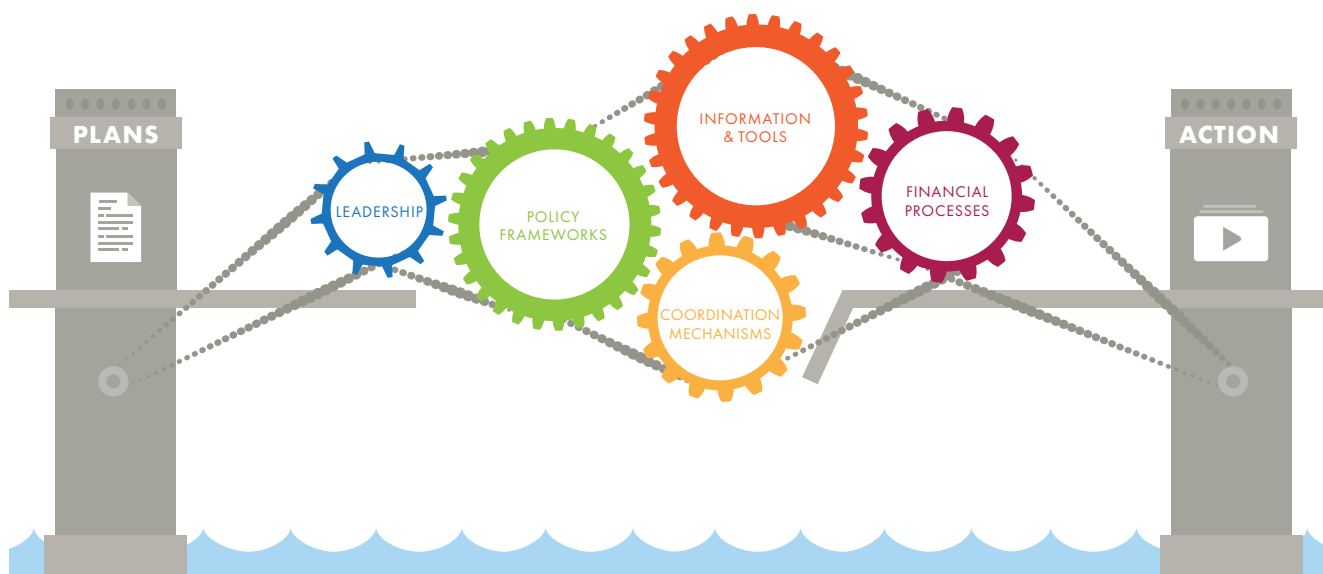 PLANS
LEADERSHIP
POLICY
FRAMEWORKS
INFORMATION
& TOOLS
COORDINATION
MECHANISMS
FINANCIAL
PROCESSES
ACTION